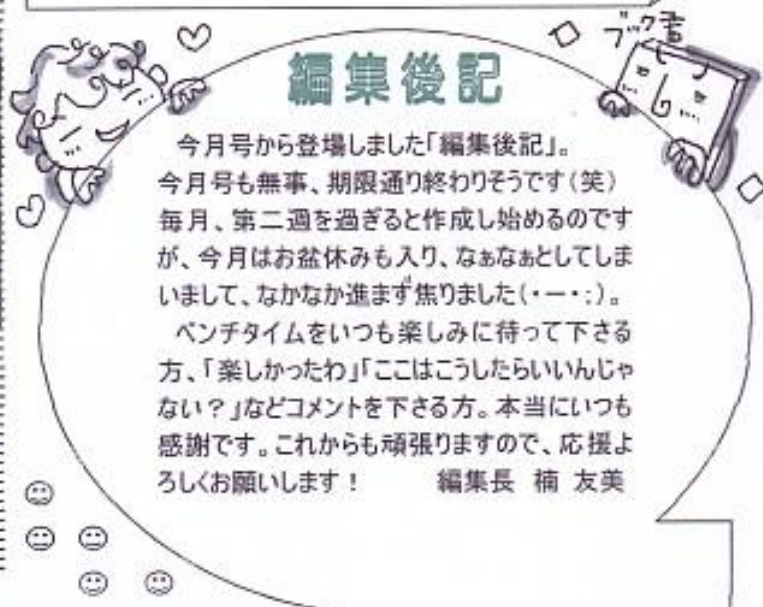 ブック書
編集後記
今月号から登場しました「編集後記」。
今月号も無事、期限通り終わりそうです(笑)
毎月、第二週を過ぎると作成し始めるのです
が、今月はお盆休みも入り、なぁなぁとしてしま
いまして、なかなか進まず焦りました(・ー・;)。
ベンチタイムをいつも楽しみに待って下さる
方、「楽しかったわ」「ここはこうしたらいいんじゃ
ない?」などコメントを下さる方。本当にいつも
感謝です。これからも頑張りますので、応援よ
ろしくお願いします! 編集長 楠 友美